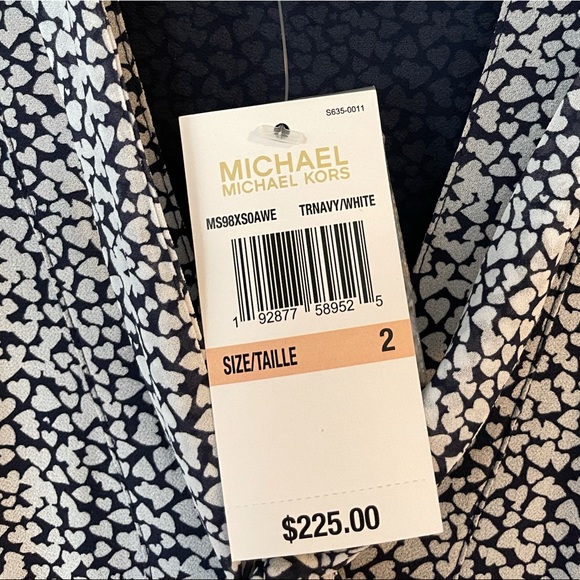 S635-0011
MICHAEL
MICHAEL KORS
MS98XS0AWE TRNAVY/WHITE
1 92877 58952 5
SIZE/TAILLE 2
$225.00